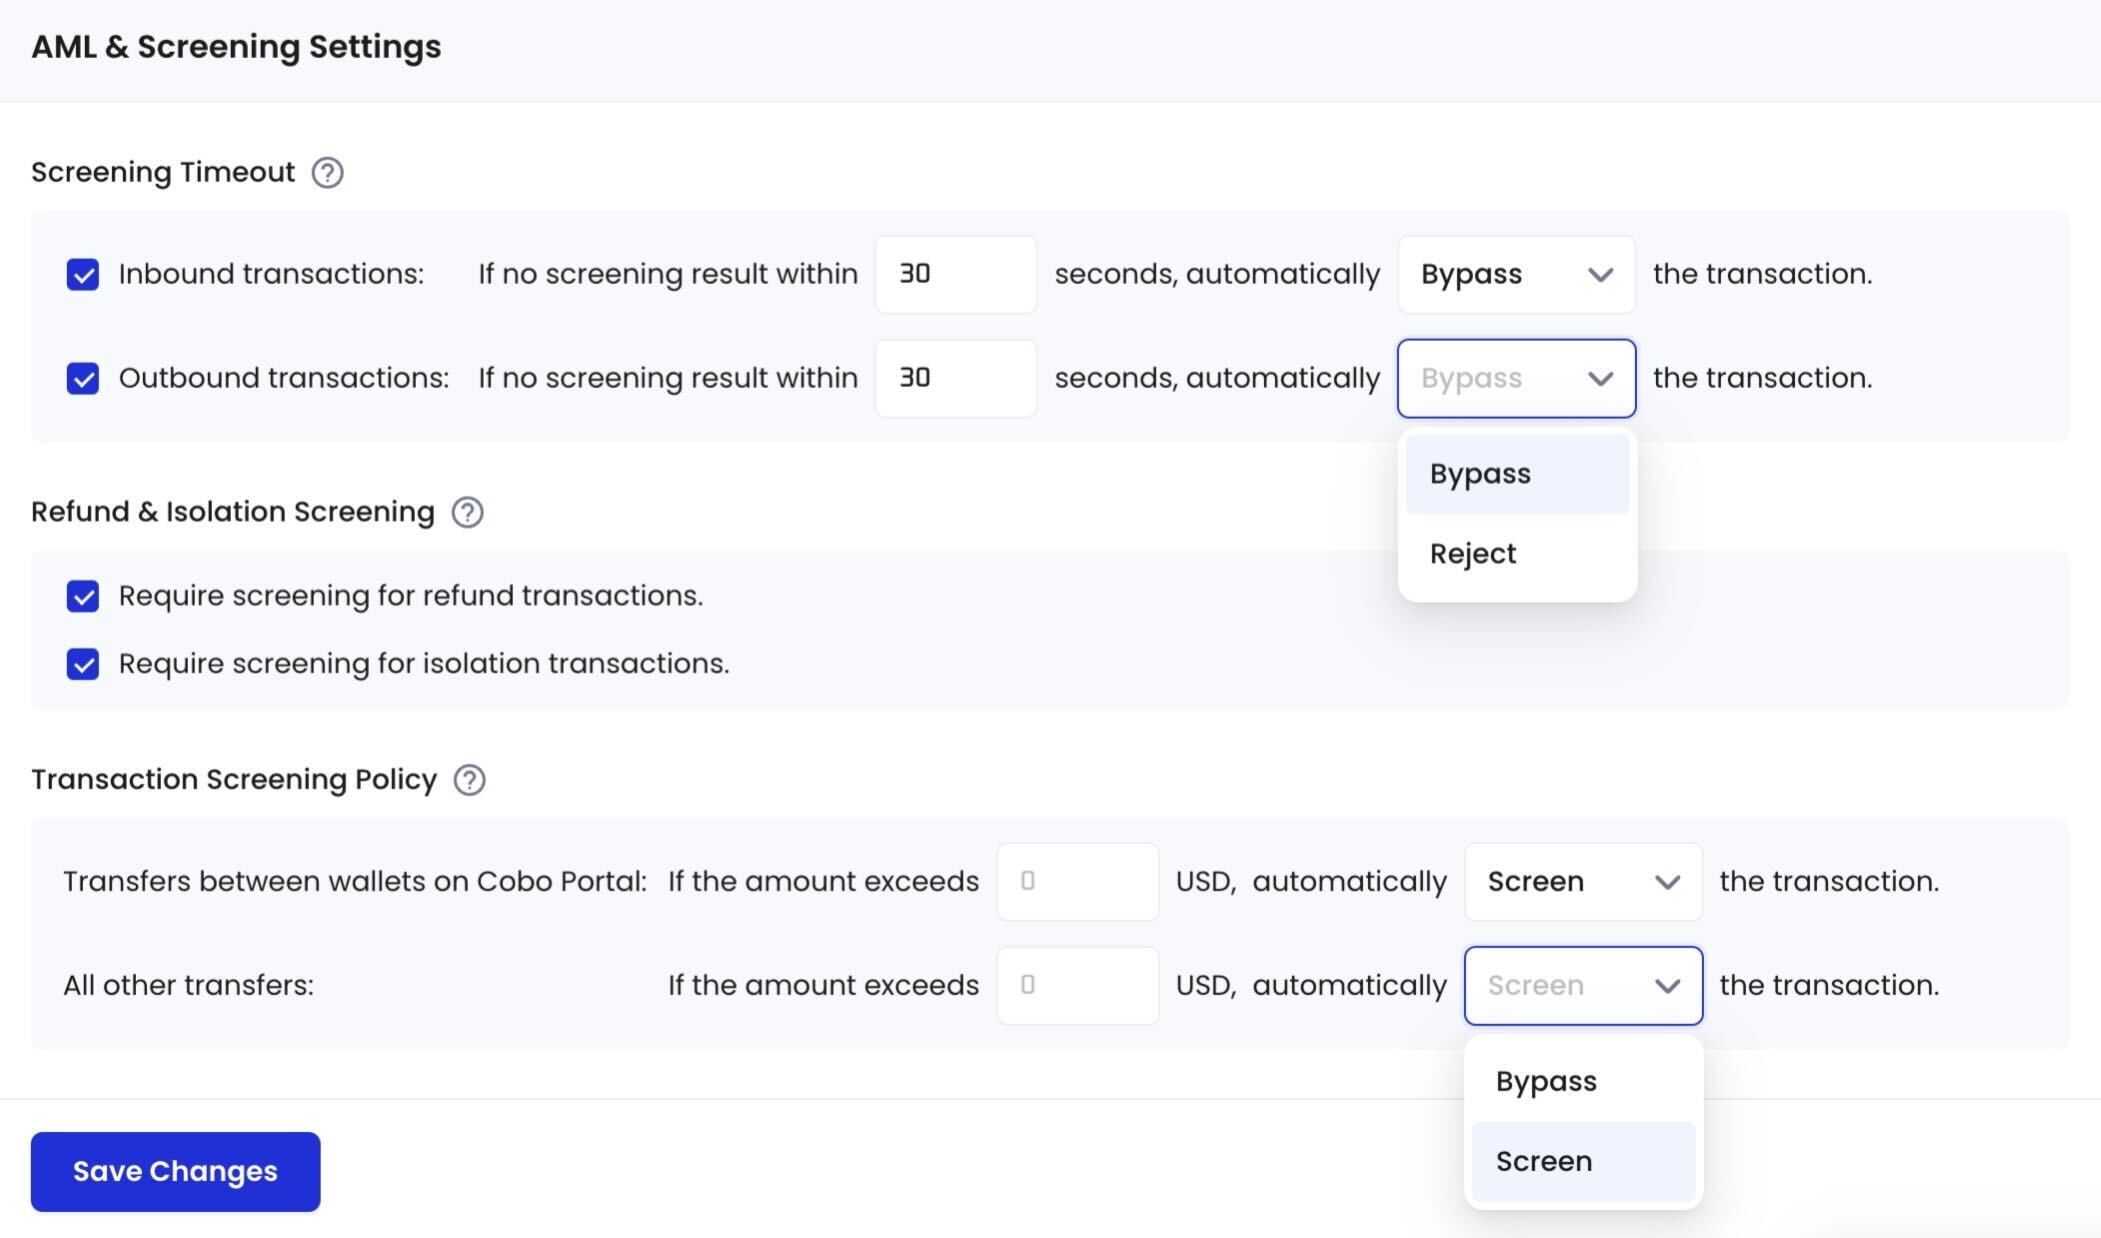 AML & Screening Settings
Screening Timeout ?
Inbound transactions: If no screening result within 30 seconds, automatically Bypass the transaction.
Outbound transactions: If no screening result within 30 seconds, automatically Bypass the transaction.
Bypass
Reject
Refund & Isolation Screening ?
Require screening for refund transactions.
Require screening for isolation transactions.
Transaction Screening Policy ?
Transfers between wallets on Cobo Portal: If the amount exceeds 0 USD, automatically Screen the transaction.
All other transfers: If the amount exceeds 0 USD, automatically Screen the transaction.
Bypass
Screen
Save Changes